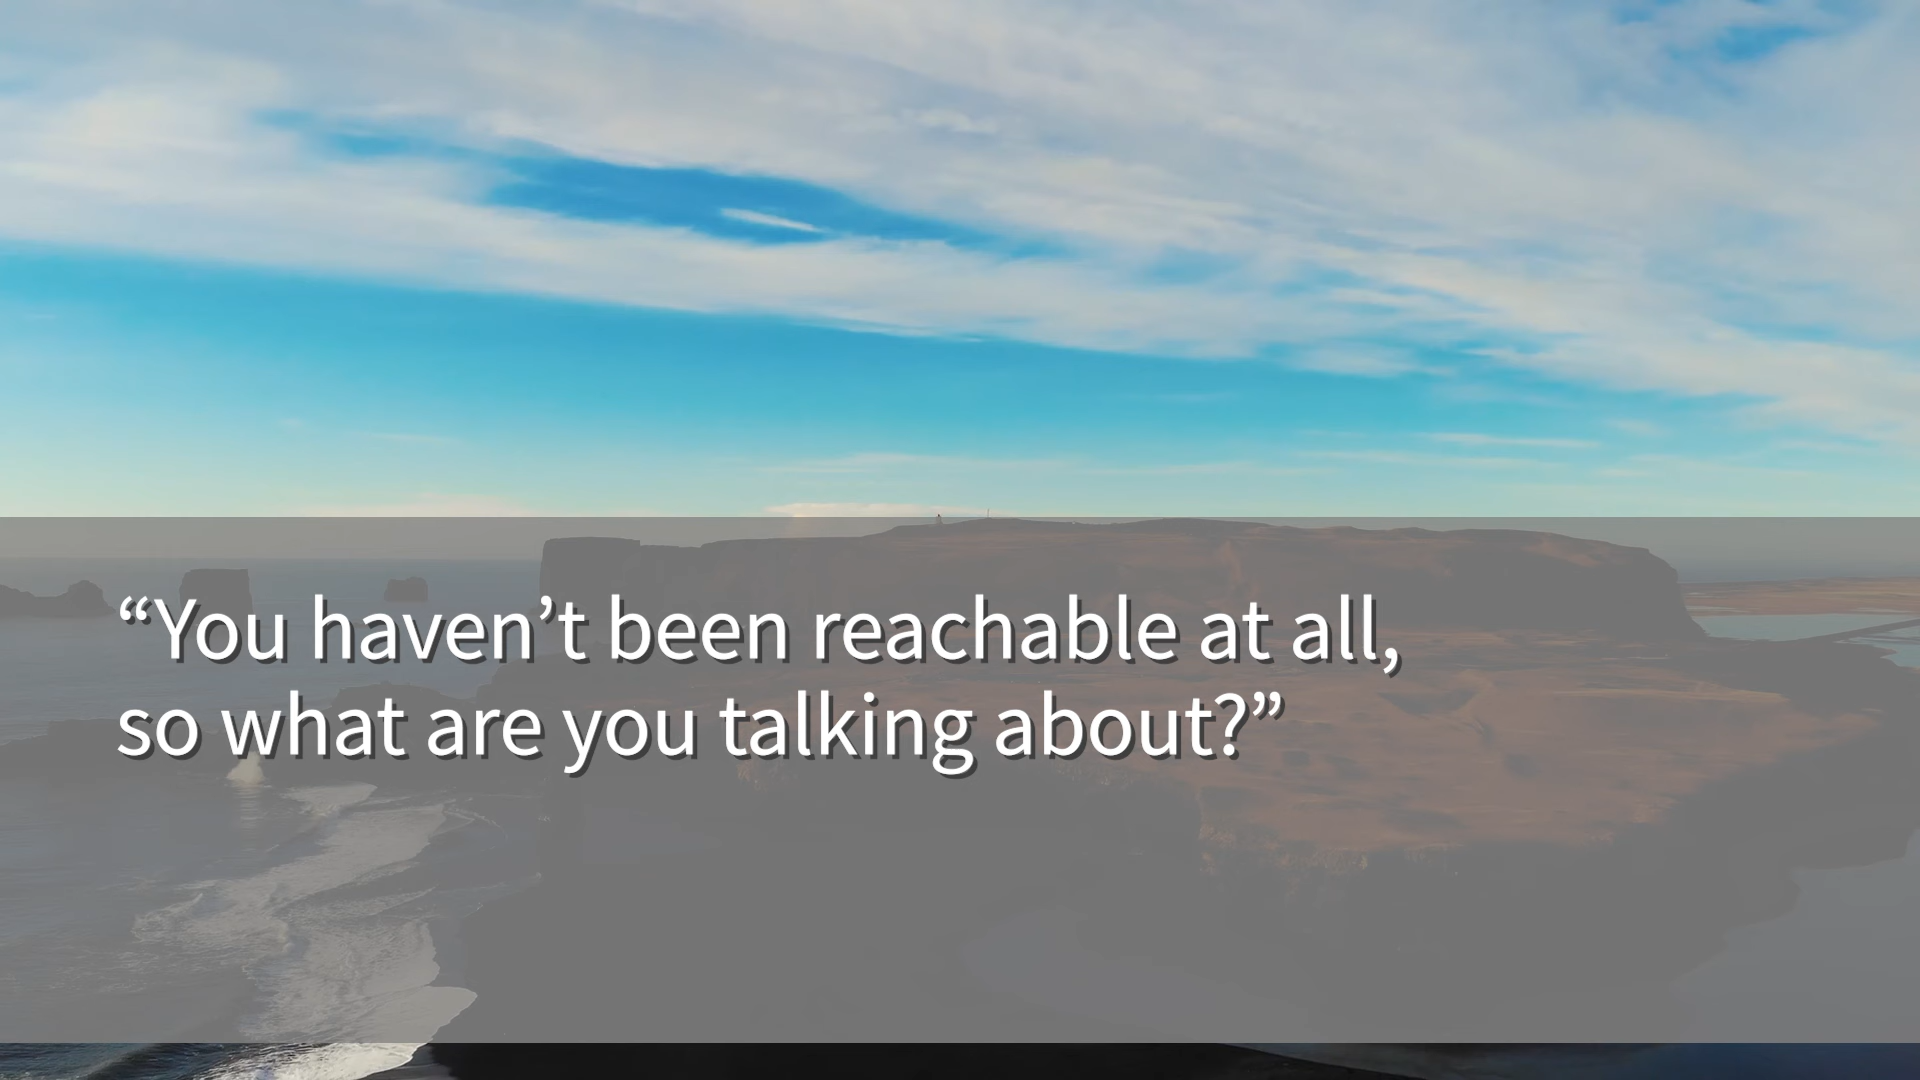 “You haven’t been reachable at all,
so what are you talking about?”